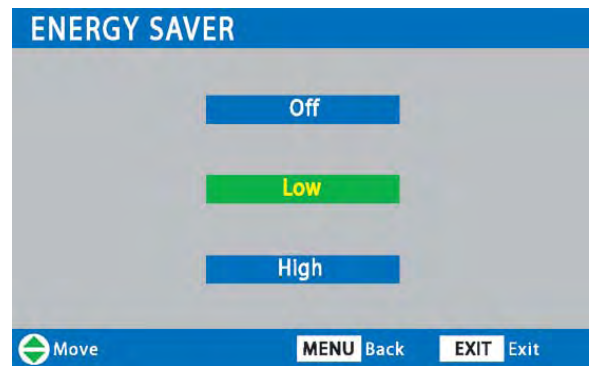 ENERGY SAVER
Off
Low
High
Move MENU Back EXIT Exit